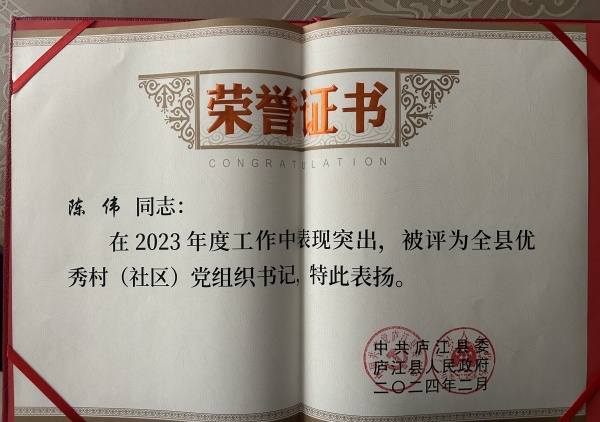 荣誉证书
CONGRATULATION
陈 伟 同志：
在 2023 年度工作中表现突出，被评为全县优
秀村（社区）党组织书记，特此表扬。
中共庐江县委
庐江县人民政府
二〇二四年二月